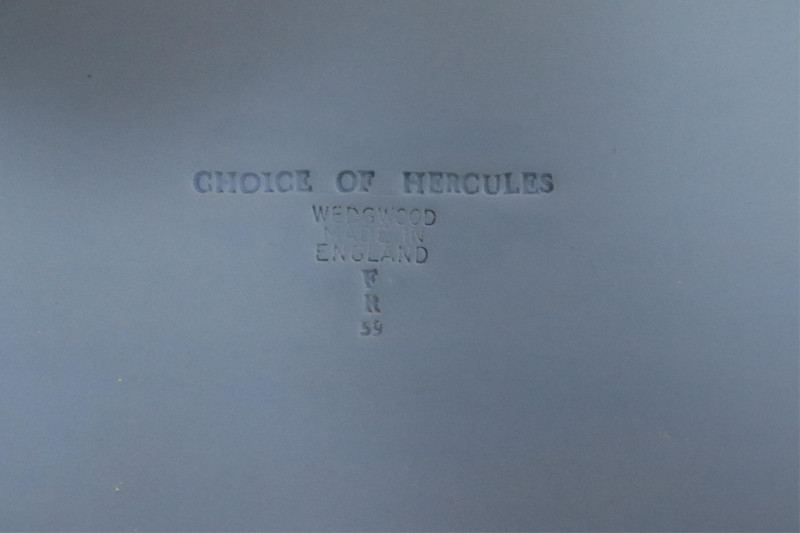 CHOICE OF HERCULES
WEDGWOOD
MADE IN
ENGLAND
F
R
59